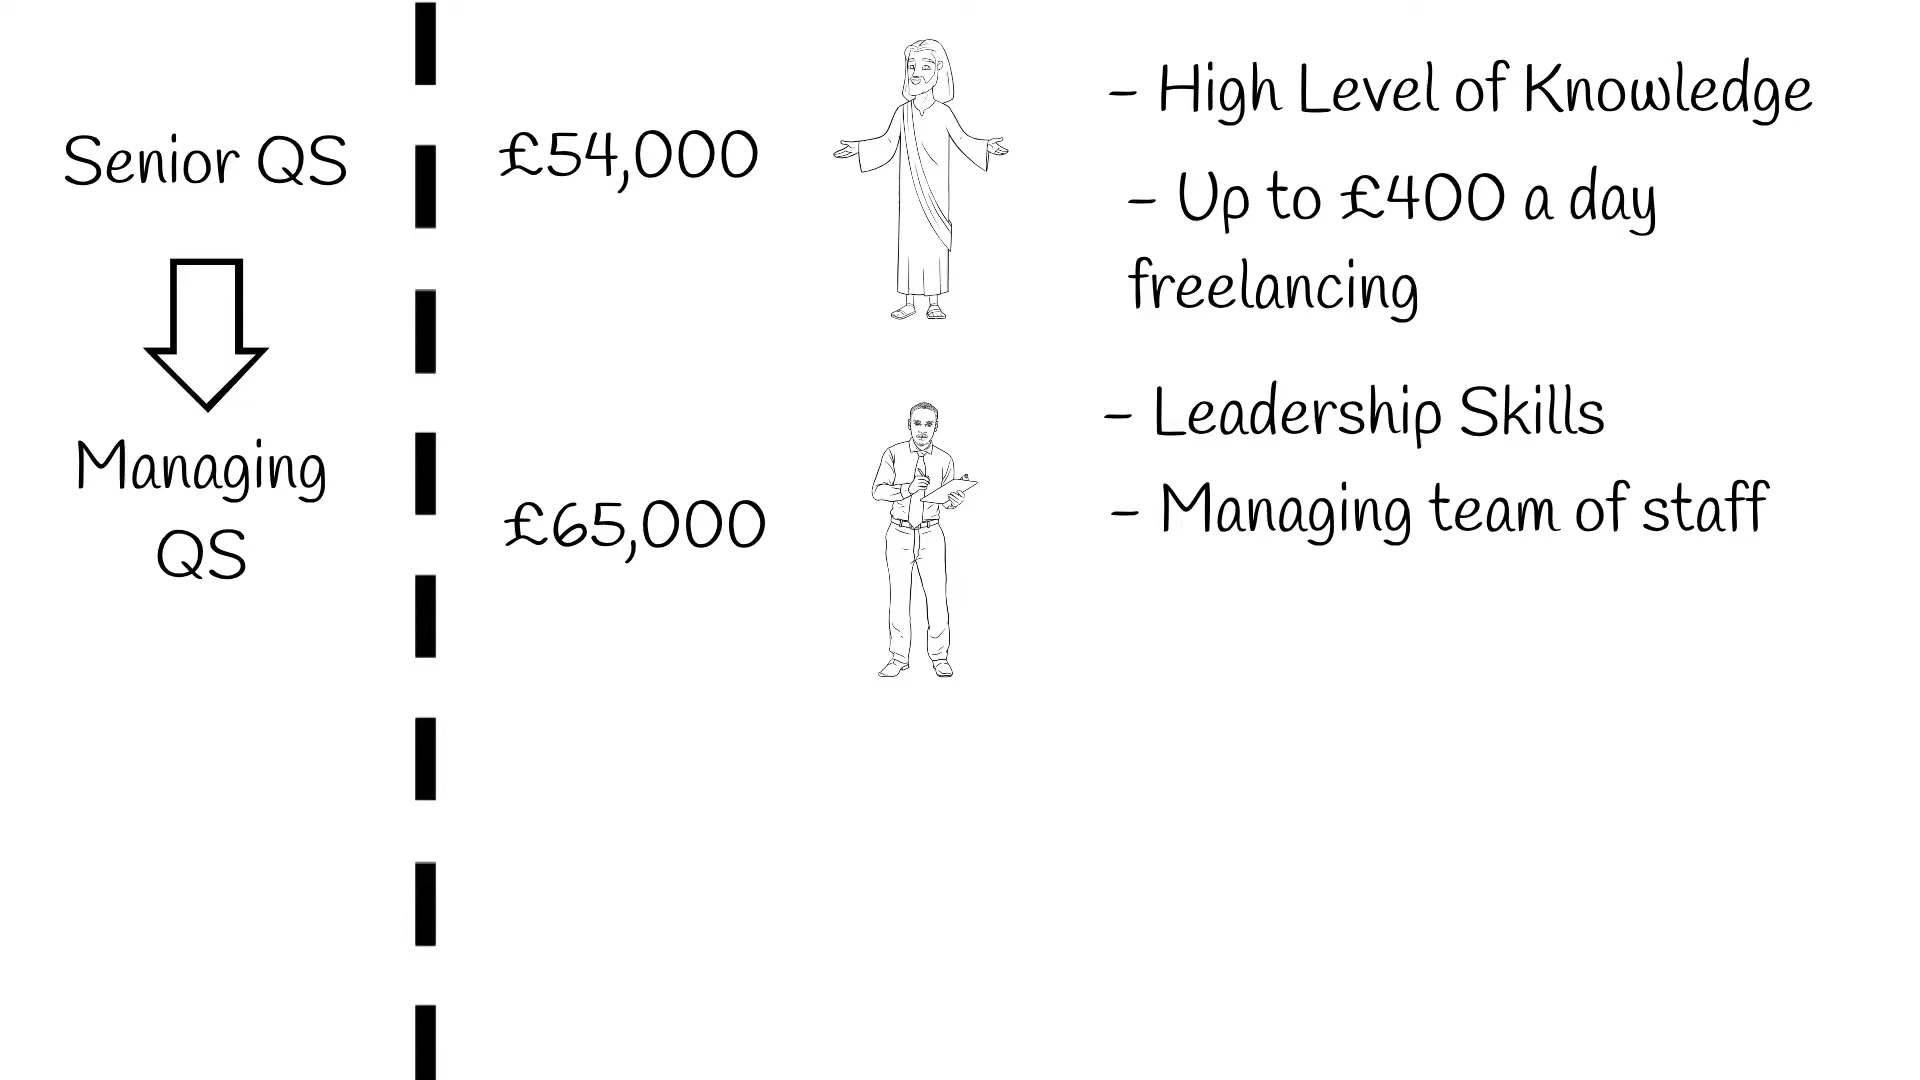 Senior QS
£54,000
- High Level of Knowledge
- Up to £400 a day
freelancing
Managing
QS
£65,000
- Leadership Skills
- Managing team of staff